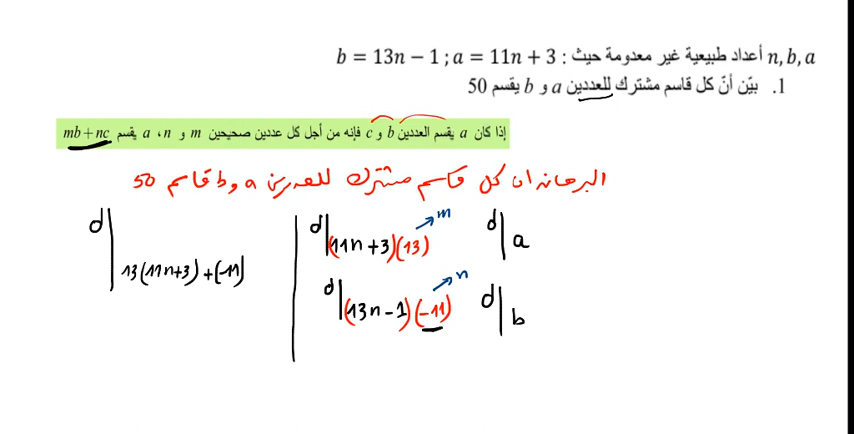 n, b, a أعداد طبيعية غير معدومة حيث : b = 13n − 1 ; a = 11n + 3
1. بيّن أنّ كل قاسم مشترك للعددين a و b يقسم 50
إذا كان a يقسم العددين b و c فإنه من أجل كل عددين صحيحين m و n ، a يقسم mb+nc
البرهان ان كل قاسم مشترك للعددين a و b قاسم 50
d | a
d | (11n+3)(13) → m
d | b
d | (13n-1)(-11) → n
d | 13(11n+3)+(-11)